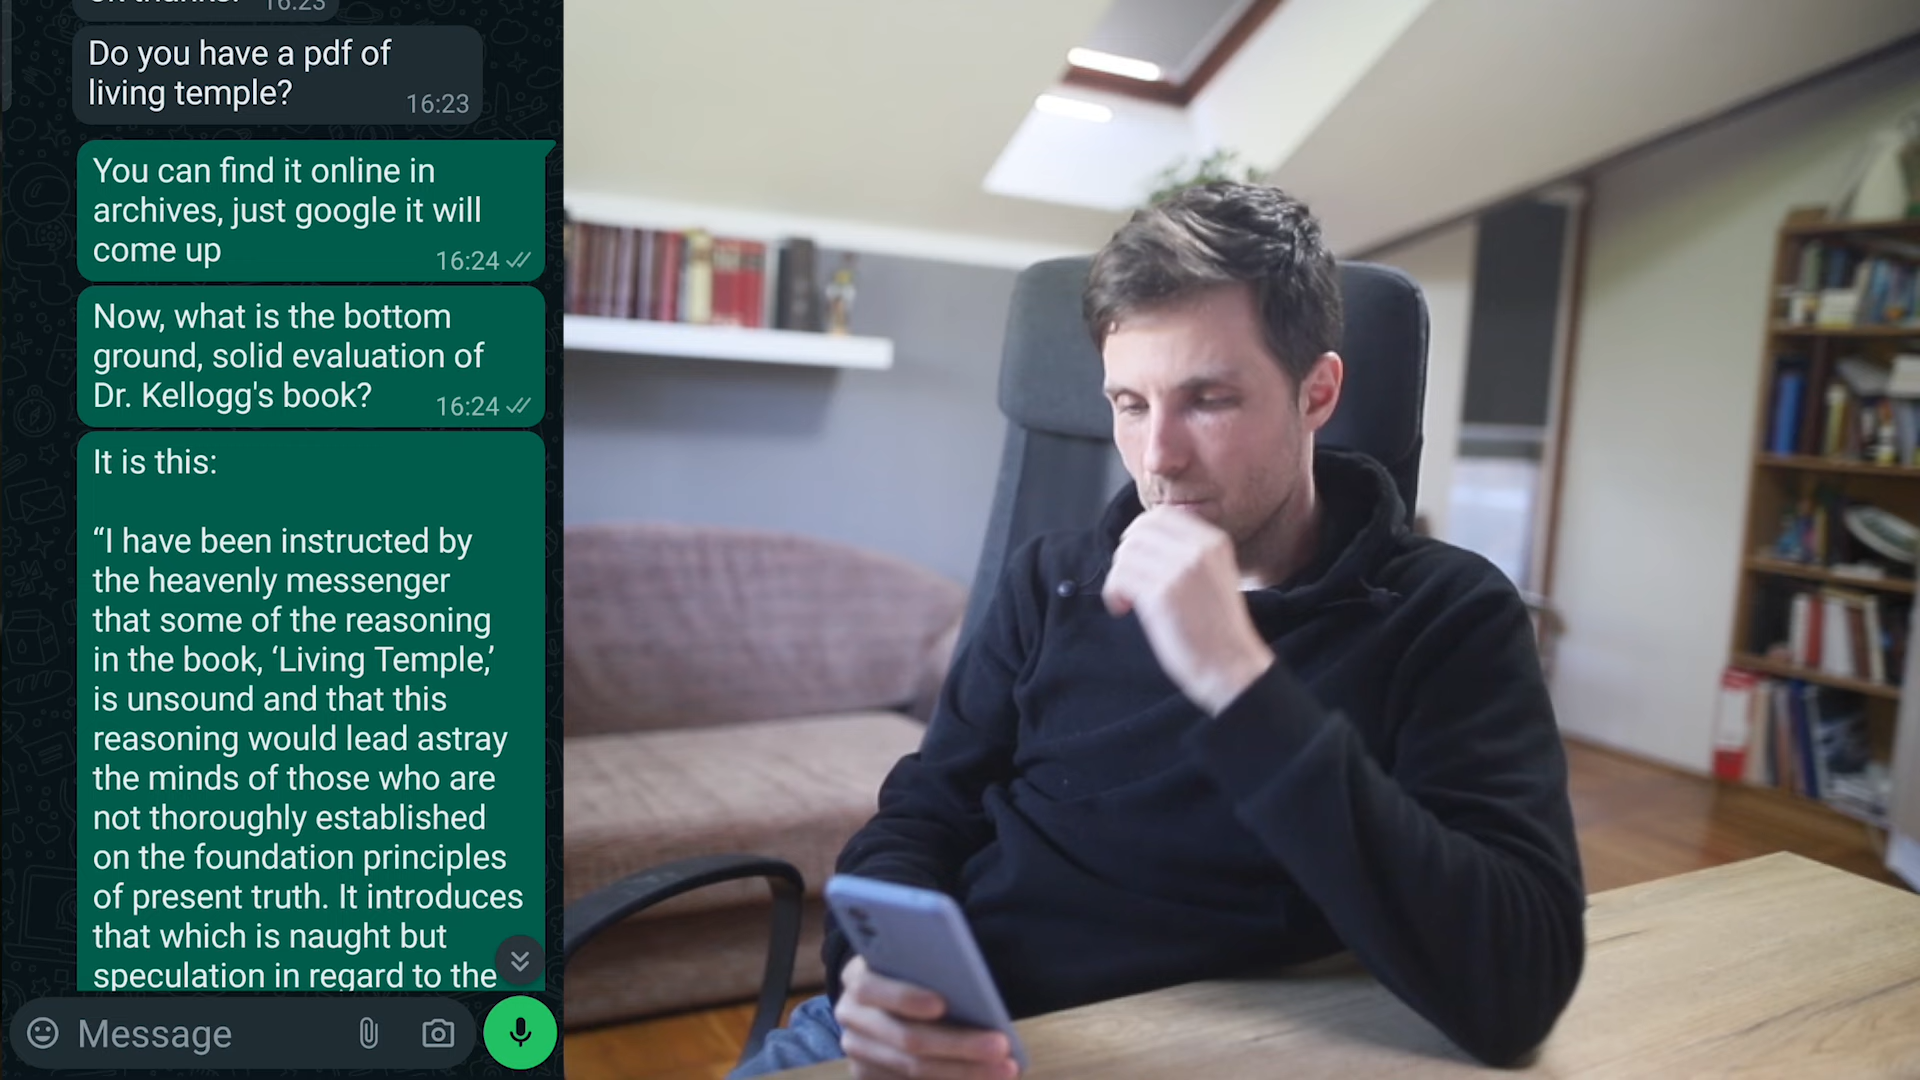 16:23
Do you have a pdf of
living temple?
16:23
You can find it online in
archives, just google it will
come up
16:24
Now, what is the bottom
ground, solid evaluation of
Dr. Kellogg's book?
16:24
It is this:
“I have been instructed by
the heavenly messenger
that some of the reasoning
in the book, ‘Living Temple,’
is unsound and that this
reasoning would lead astray
the minds of those who are
not thoroughly established
on the foundation principles
of present truth. It introduces
that which is naught but
speculation in regard to the
Message